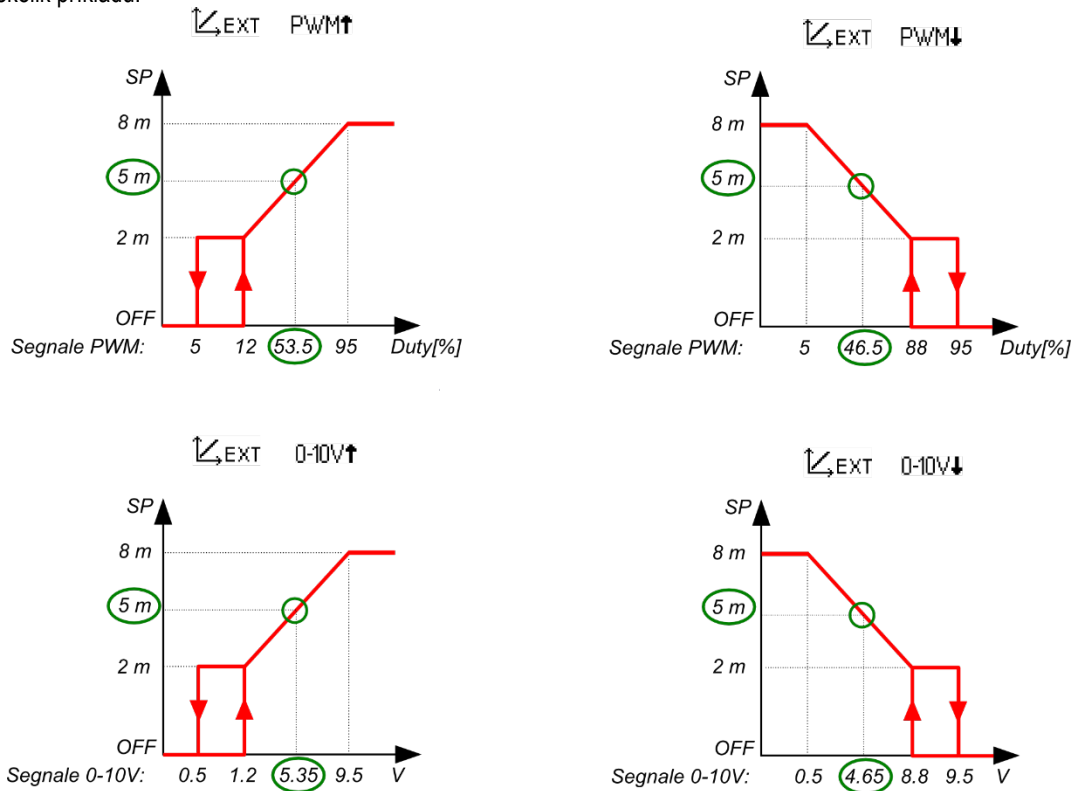 EXT PWM↑
SP
8 m
5 m
2 m
OFF
Segnale PWM: 5 12 53.5 95 Duty[%]
EXT PWM↓
SP
8 m
5 m
2 m
OFF
Segnale PWM: 5 46.5 88 95 Duty[%]
EXT 0-10V↑
SP
8 m
5 m
2 m
OFF
Segnale 0-10V: 0.5 1.2 5.35 9.5 V
EXT 0-10V↓
SP
8 m
5 m
2 m
OFF
Segnale 0-10V: 0.5 4.65 8.8 9.5 V